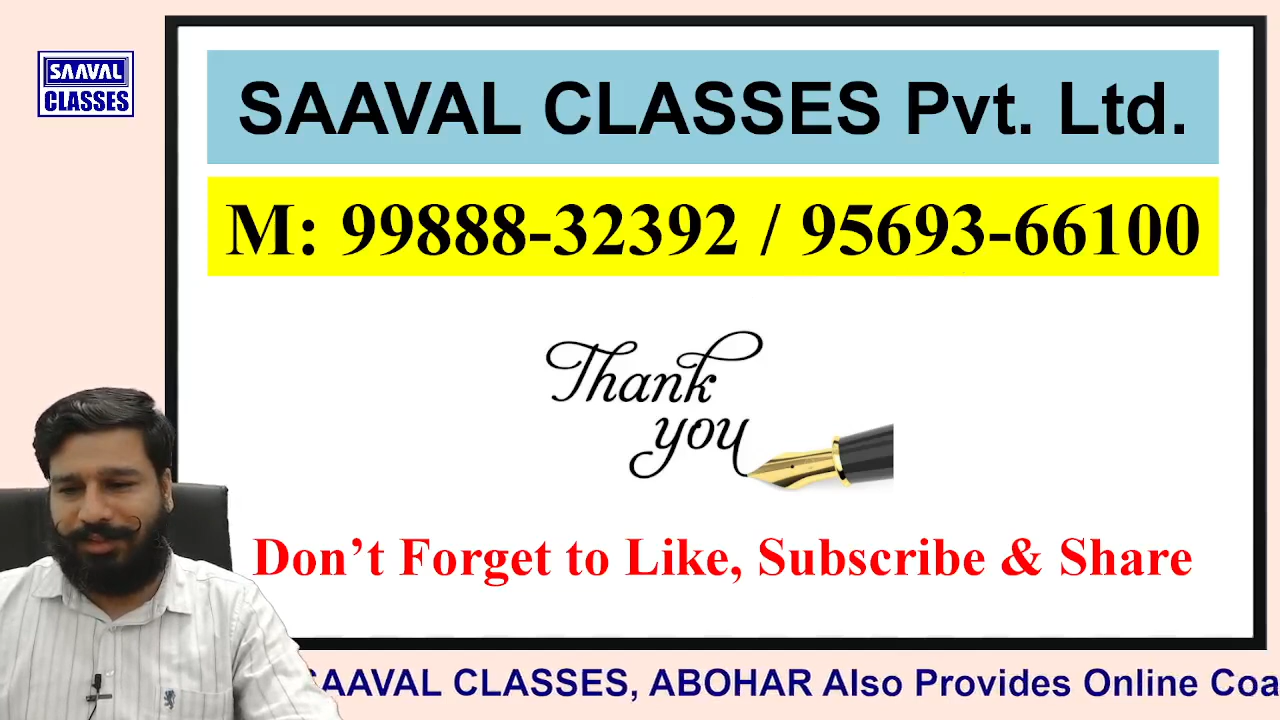 SAAVAL
CLASSES
SAAVAL CLASSES Pvt. Ltd.
M: 99888-32392 / 95693-66100
Thank
you
Don’t Forget to Like, Subscribe & Share
SAAVAL CLASSES, ABOHAR Also Provides Online Coa